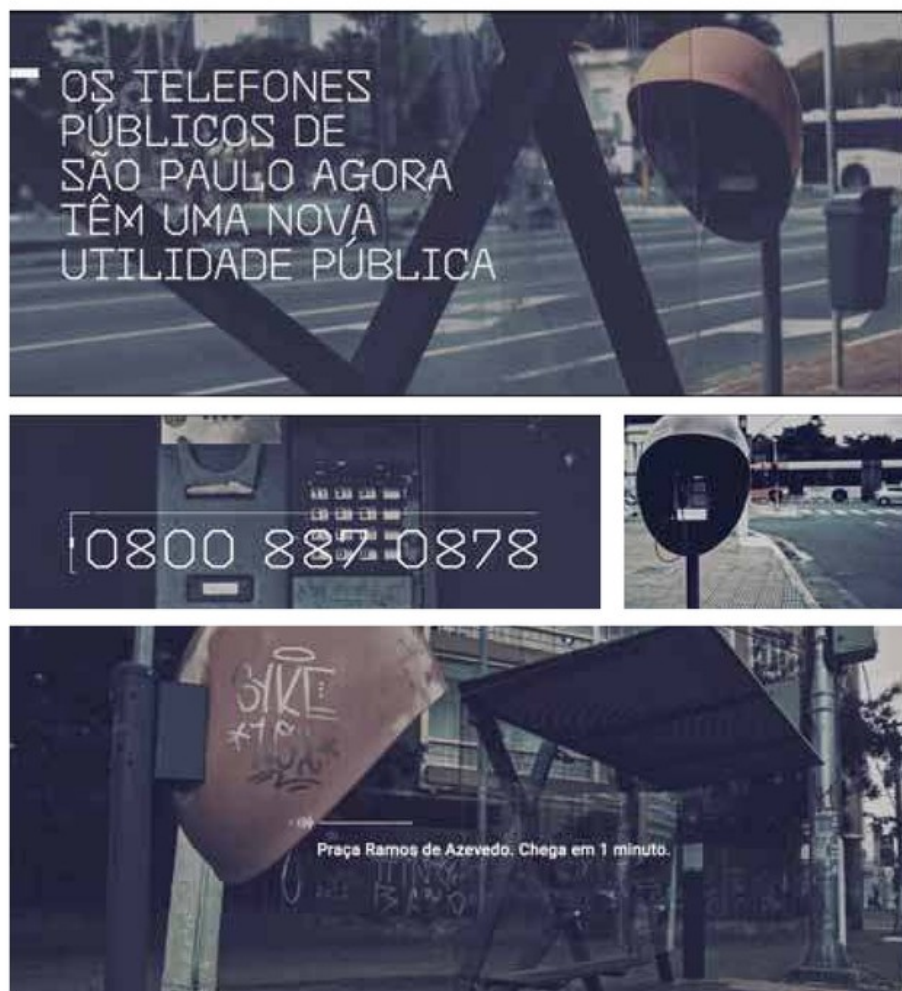 OS TELEFONES
PÚBLICOS DE
SÃO PAULO AGORA
TÊM UMA NOVA
UTILIDADE PÚBLICA
0800 887 0878
SIKE
Praça Ramos de Azevedo. Chega em 1 minuto.